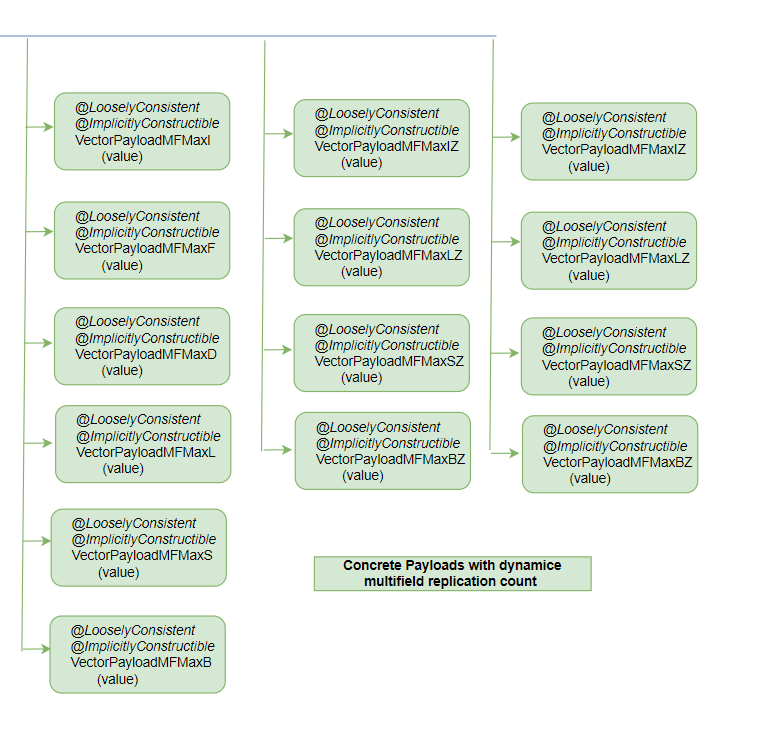 @LooselyConsistent
@ImplicitlyConstructible
VectorPayloadMFMaxI
(value)
@LooselyConsistent
@ImplicitlyConstructible
VectorPayloadMFMaxF
(value)
@LooselyConsistent
@ImplicitlyConstructible
VectorPayloadMFMaxD
(value)
@LooselyConsistent
@ImplicitlyConstructible
VectorPayloadMFMaxL
(value)
@LooselyConsistent
@ImplicitlyConstructible
VectorPayloadMFMaxS
(value)
@LooselyConsistent
@ImplicitlyConstructible
VectorPayloadMFMaxB
(value)
@LooselyConsistent
@ImplicitlyConstructible
VectorPayloadMFMaxIZ
(value)
@LooselyConsistent
@ImplicitlyConstructible
VectorPayloadMFMaxLZ
(value)
@LooselyConsistent
@ImplicitlyConstructible
VectorPayloadMFMaxSZ
(value)
@LooselyConsistent
@ImplicitlyConstructible
VectorPayloadMFMaxBZ
(value)
@LooselyConsistent
@ImplicitlyConstructible
VectorPayloadMFMaxIZ
(value)
@LooselyConsistent
@ImplicitlyConstructible
VectorPayloadMFMaxLZ
(value)
@LooselyConsistent
@ImplicitlyConstructible
VectorPayloadMFMaxSZ
(value)
@LooselyConsistent
@ImplicitlyConstructible
VectorPayloadMFMaxBZ
(value)
Concrete Payloads with dynamice
multifield replication count